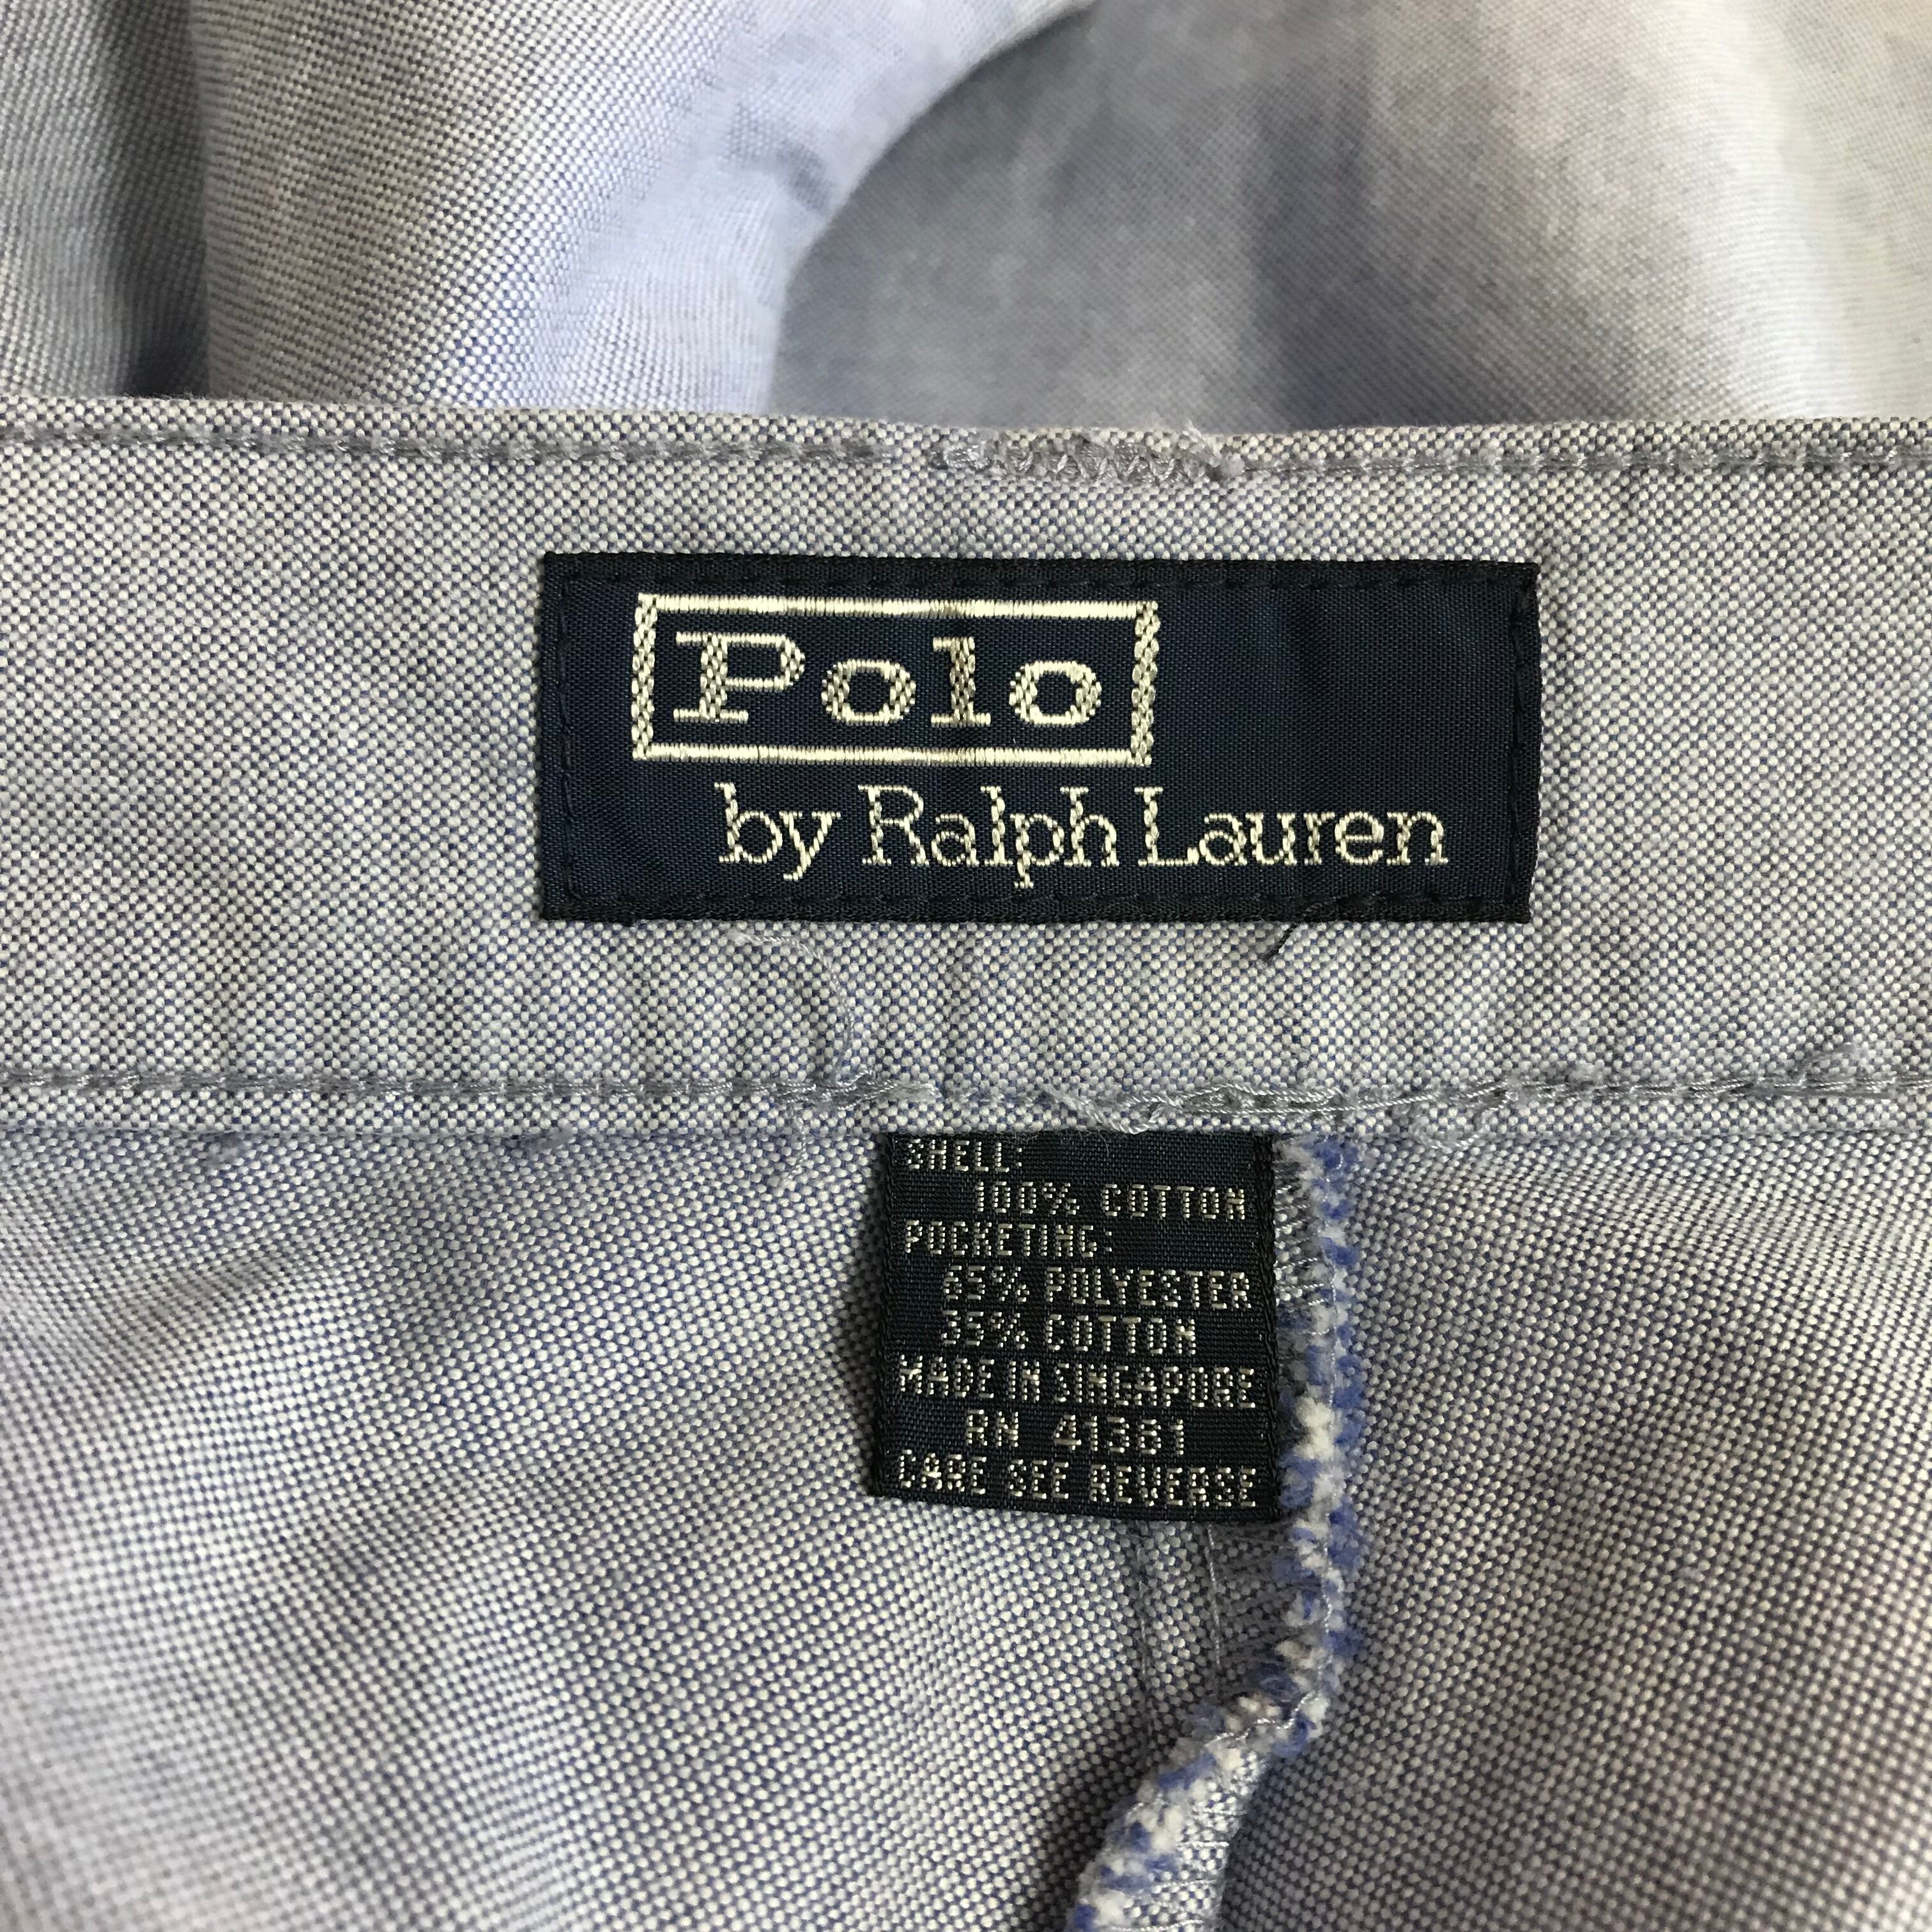 Polo
by Ralph Lauren
SHELL:
100% COTTON
POCKETING:
65% POLYESTER
35% COTTON
MADE IN SINGAPORE
RN 41381
CARE SEE REVERSE